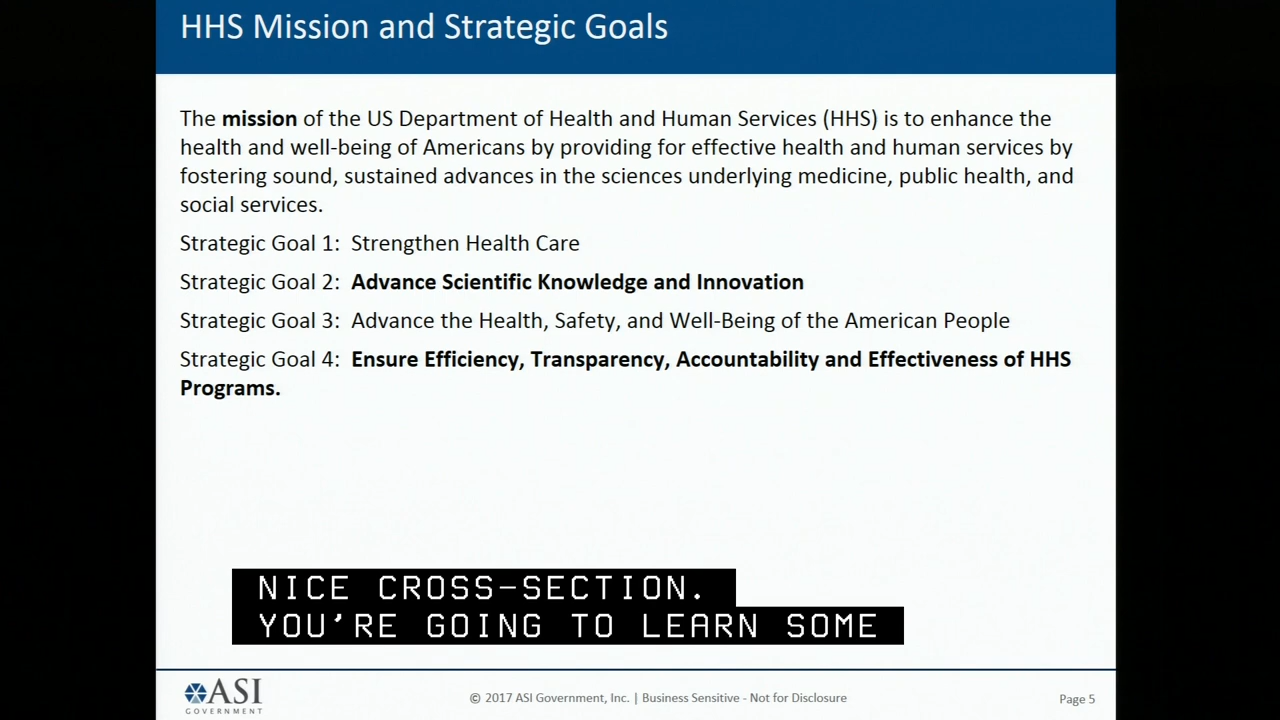 HHS Mission and Strategic Goals
The mission of the US Department of Health and Human Services (HHS) is to enhance the
health and well-being of Americans by providing for effective health and human services by
fostering sound, sustained advances in the sciences underlying medicine, public health, and
social services.
Strategic Goal 1: Strengthen Health Care
Strategic Goal 2: Advance Scientific Knowledge and Innovation
Strategic Goal 3: Advance the Health, Safety, and Well-Being of the American People
Strategic Goal 4: Ensure Efficiency, Transparency, Accountability and Effectiveness of HHS
Programs.
NICE CROSS-SECTION.
YOU'RE GOING TO LEARN SOME
ASI
GOVERNMENT
© 2017 ASI Government, Inc. | Business Sensitive - Not for Disclosure
Page 5